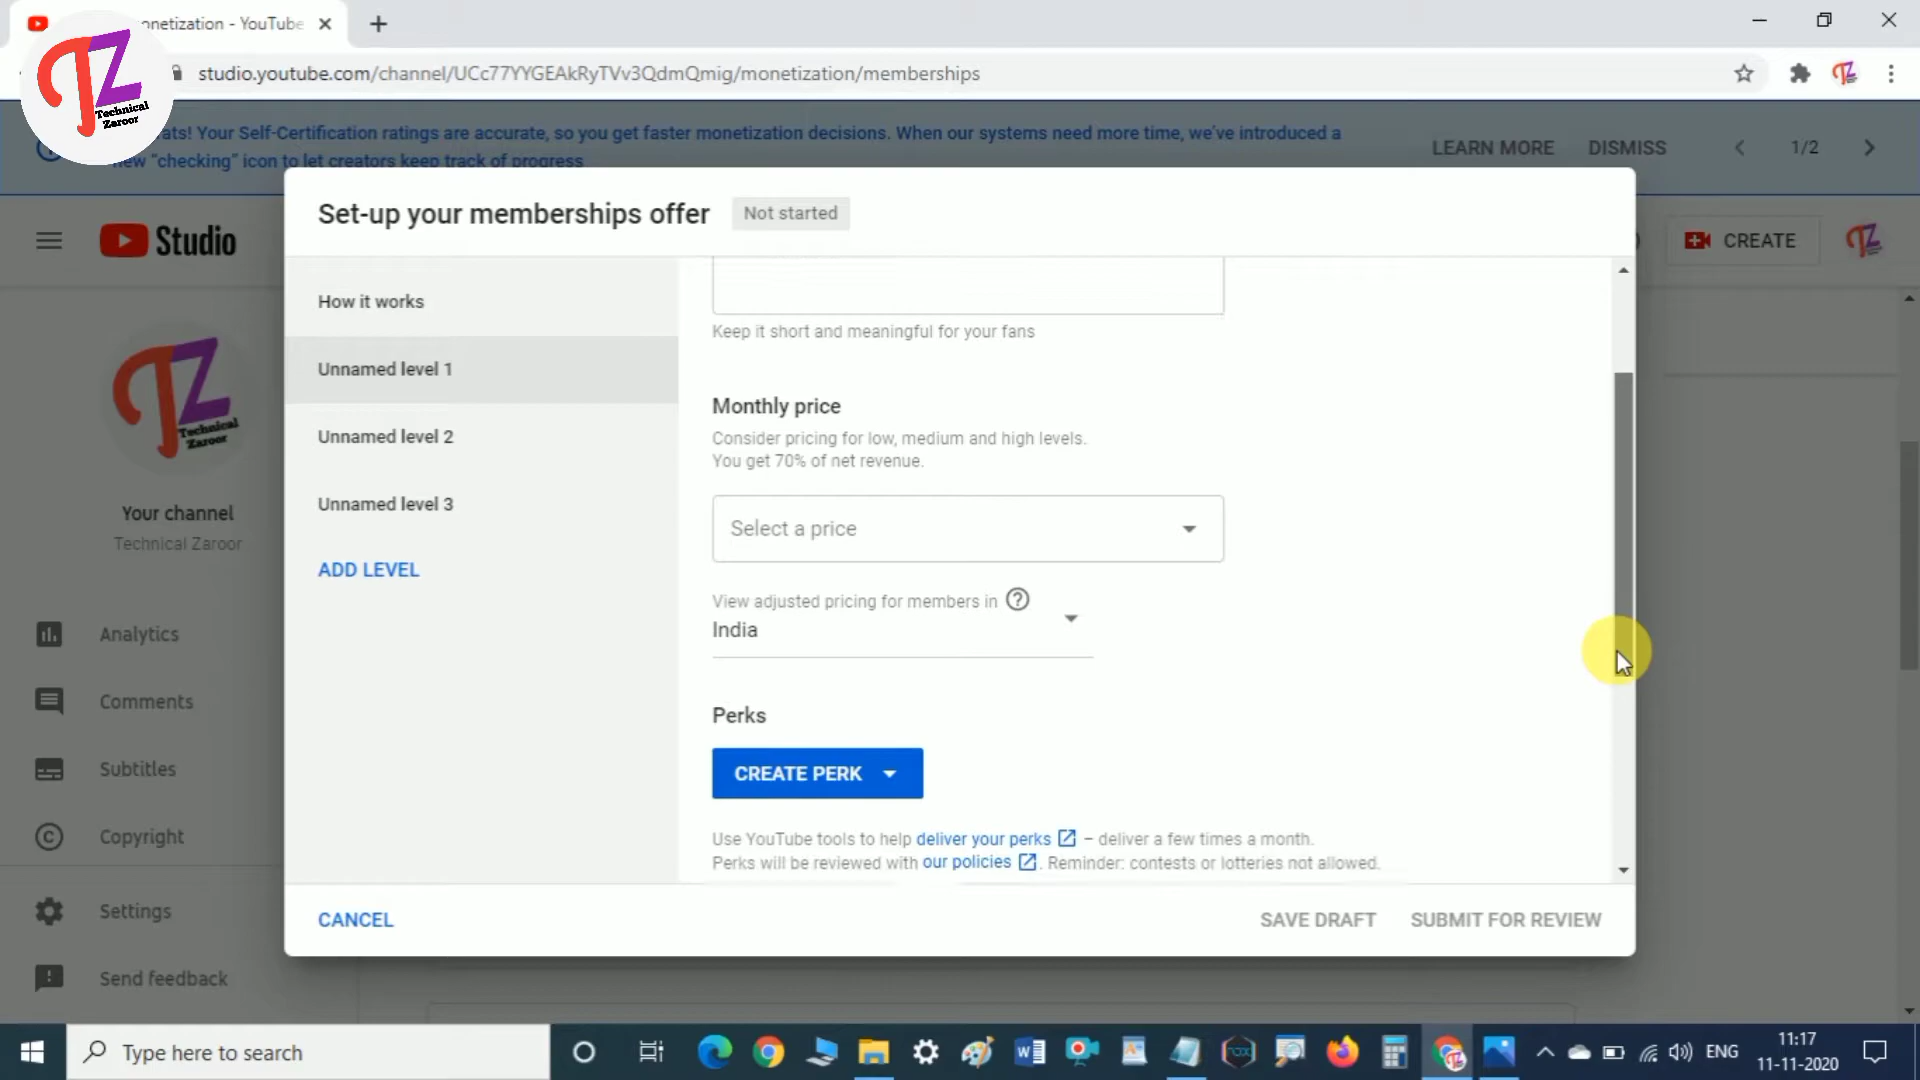 onetization - YouTube
studio.youtube.com/channel/UCc77YYGEAkRyTVv3QdmQmig/monetization/memberships
TZ
Technical
Zaroor
ats! Your Self-Certification ratings are accurate, so you get faster monetization decisions. When our systems need more time, we've introduced a
new "checking" icon to let creators keep track of progress
LEARN MORE
DISMISS
1/2
Set-up your memberships offer
Not started
Studio
CREATE
How it works
Unnamed level 1
Unnamed level 2
Unnamed level 3
ADD LEVEL
Keep it short and meaningful for your fans
Monthly price
Consider pricing for low, medium and high levels.
You get 70% of net revenue.
Select a price
View adjusted pricing for members in
India
Perks
CREATE PERK
Use YouTube tools to help deliver your perks – deliver a few times a month.
Perks will be reviewed with our policies . Reminder: contests or lotteries not allowed.
CANCEL
SAVE DRAFT
SUBMIT FOR REVIEW
TZ
Technical
Zaroor
Your channel
Technical Zaroor
Analytics
Comments
Subtitles
Copyright
Settings
Send feedback
Type here to search
ENG
11:17
11-11-2020